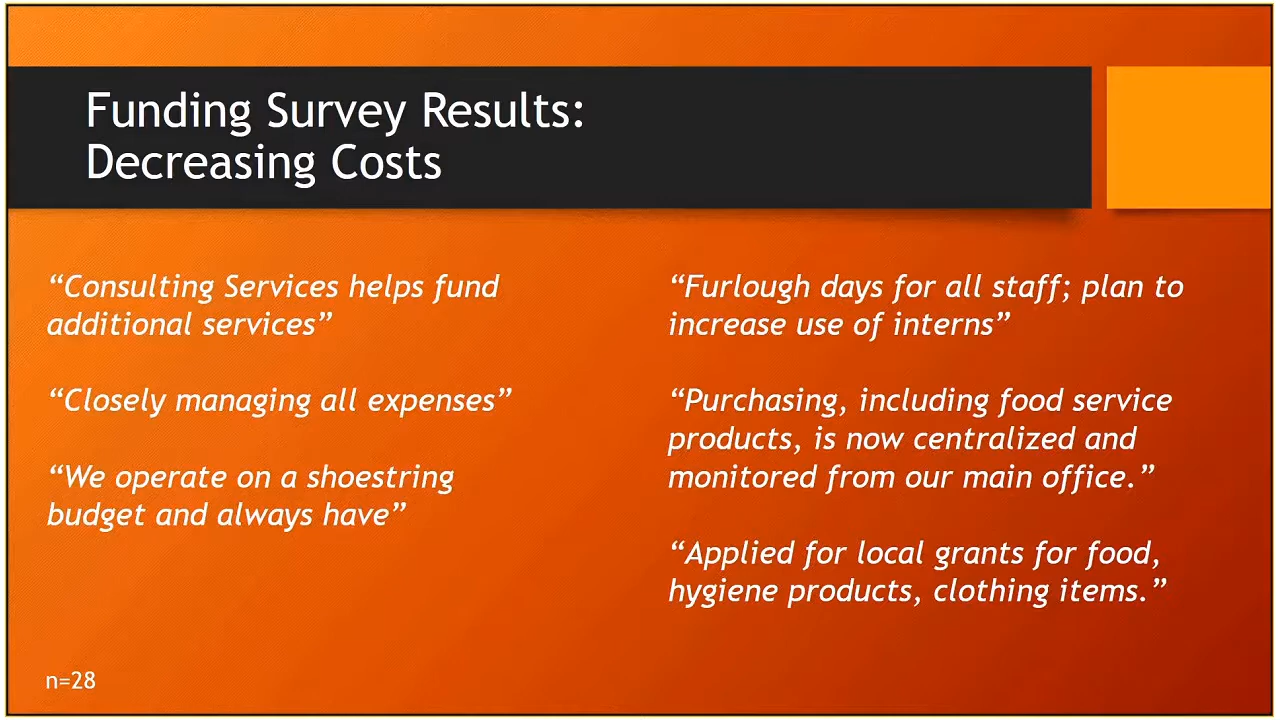 Funding Survey Results:
Decreasing Costs
“Consulting Services helps fund
additional services”
“Closely managing all expenses”
“We operate on a shoestring
budget and always have”
“Furlough days for all staff; plan to
increase use of interns”
“Purchasing, including food service
products, is now centralized and
monitored from our main office.”
“Applied for local grants for food,
hygiene products, clothing items.”
n=28